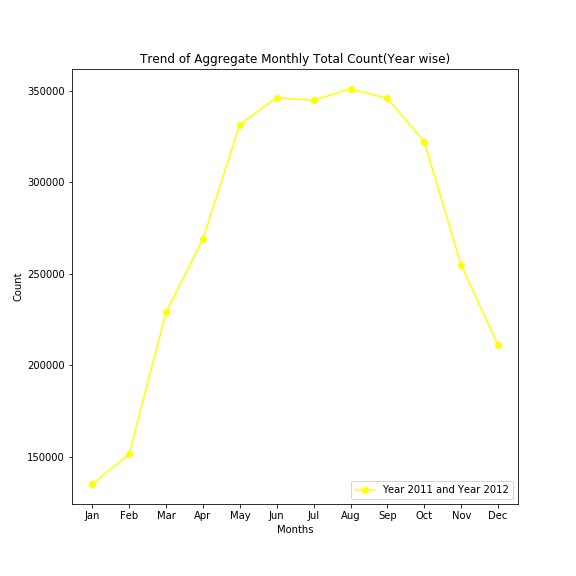 Trend of Aggregate Monthly Total Count(Year wise)
350000
300000
250000
200000
150000
Count
Year 2011 and Year 2012
Jan Feb Mar Apr May Jun Jul Aug Sep Oct Nov Dec
Months